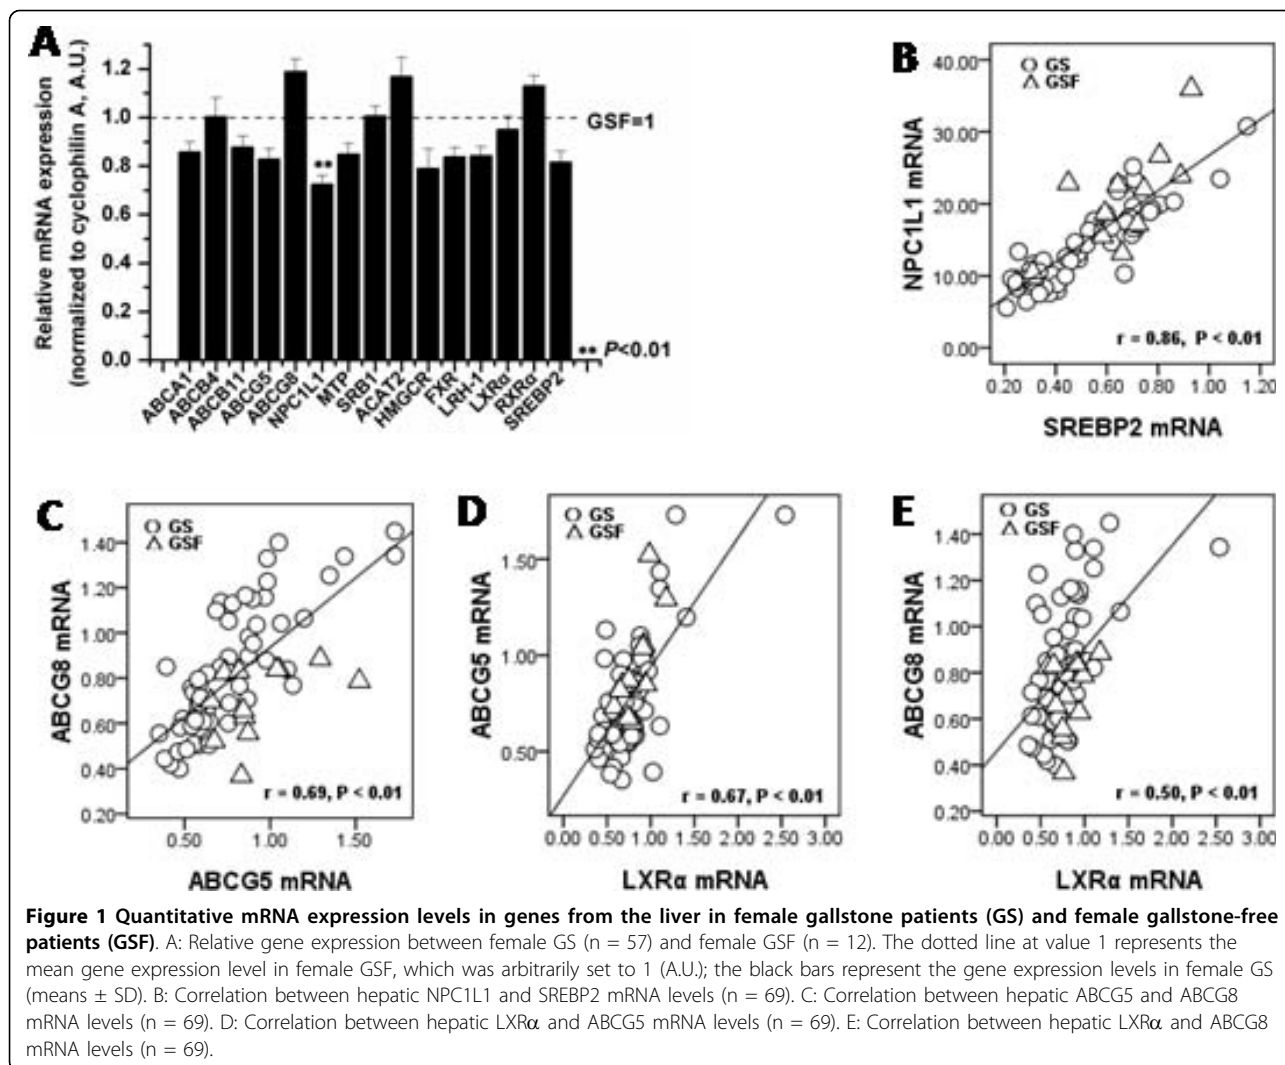 A
Relative mRNA expression
(normalized to cyclophilin A, A.U.)
1.2
1.0
0.8
0.6
0.4
0.2
0.0
GSF=1
**
** P<0.01
ABCA1
ABCB4
ABCB11
ABCG5
ABCG8
NPC1L1
MTP
SRB1
ACAT2
HMGCR
FXR
LRH-1
LXRα
RXRα
SREBP2
B
GS
GSF
NPC1L1 mRNA
40.00
30.00
20.00
10.00
0.00
r = 0.86, P < 0.01
0.20 0.40 0.60 0.80 1.00 1.20
SREBP2 mRNA
C
GS
GSF
ABCG8 mRNA
1.40
1.20
1.00
0.80
0.60
0.40
0.20
r = 0.69, P < 0.01
0.50 1.00 1.50
ABCG5 mRNA
D
GS
GSF
ABCG5 mRNA
1.50
1.00
0.50
r = 0.67, P < 0.01
0.00 0.50 1.00 1.50 2.00 2.50 3.00
LXRα mRNA
E
GS
GSF
ABCG8 mRNA
1.40
1.20
1.00
0.80
0.60
0.40
0.20
r = 0.50, P < 0.01
0.00 0.50 1.00 1.50 2.00 2.50 3.00
LXRα mRNA
Figure 1 Quantitative mRNA expression levels in genes from the liver in female gallstone patients (GS) and female gallstone-free
patients (GSF). A: Relative gene expression between female GS (n = 57) and female GSF (n = 12). The dotted line at value 1 represents the
mean gene expression level in female GSF, which was arbitrarily set to 1 (A.U.); the black bars represent the gene expression levels in female GS
(means ± SD). B: Correlation between hepatic NPC1L1 and SREBP2 mRNA levels (n = 69). C: Correlation between hepatic ABCG5 and ABCG8
mRNA levels (n = 69). D: Correlation between hepatic LXRα and ABCG5 mRNA levels (n = 69). E: Correlation between hepatic LXRα and ABCG8
mRNA levels (n = 69).